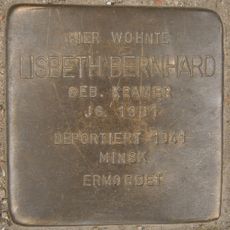 HIER WOHNTE
LISBETH BERNHARD
GEB. KRAMER
JG.
DEPORTIERT 1941
MINSK
ERMORDET